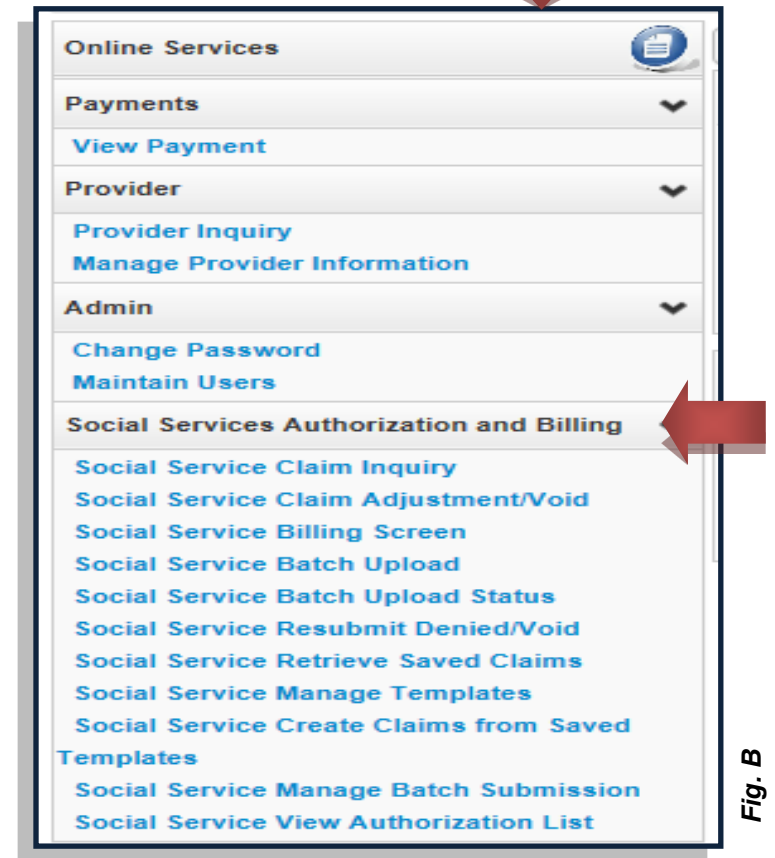 Online Services
Payments
View Payment
Provider
Provider Inquiry
Manage Provider Information
Admin
Change Password
Maintain Users
Social Services Authorization and Billing
Social Service Claim Inquiry
Social Service Claim Adjustment/Void
Social Service Billing Screen
Social Service Batch Upload
Social Service Batch Upload Status
Social Service Resubmit Denied/Void
Social Service Retrieve Saved Claims
Social Service Manage Templates
Social Service Create Claims from Saved
Templates
Social Service Manage Batch Submission
Social Service View Authorization List
Fig. B